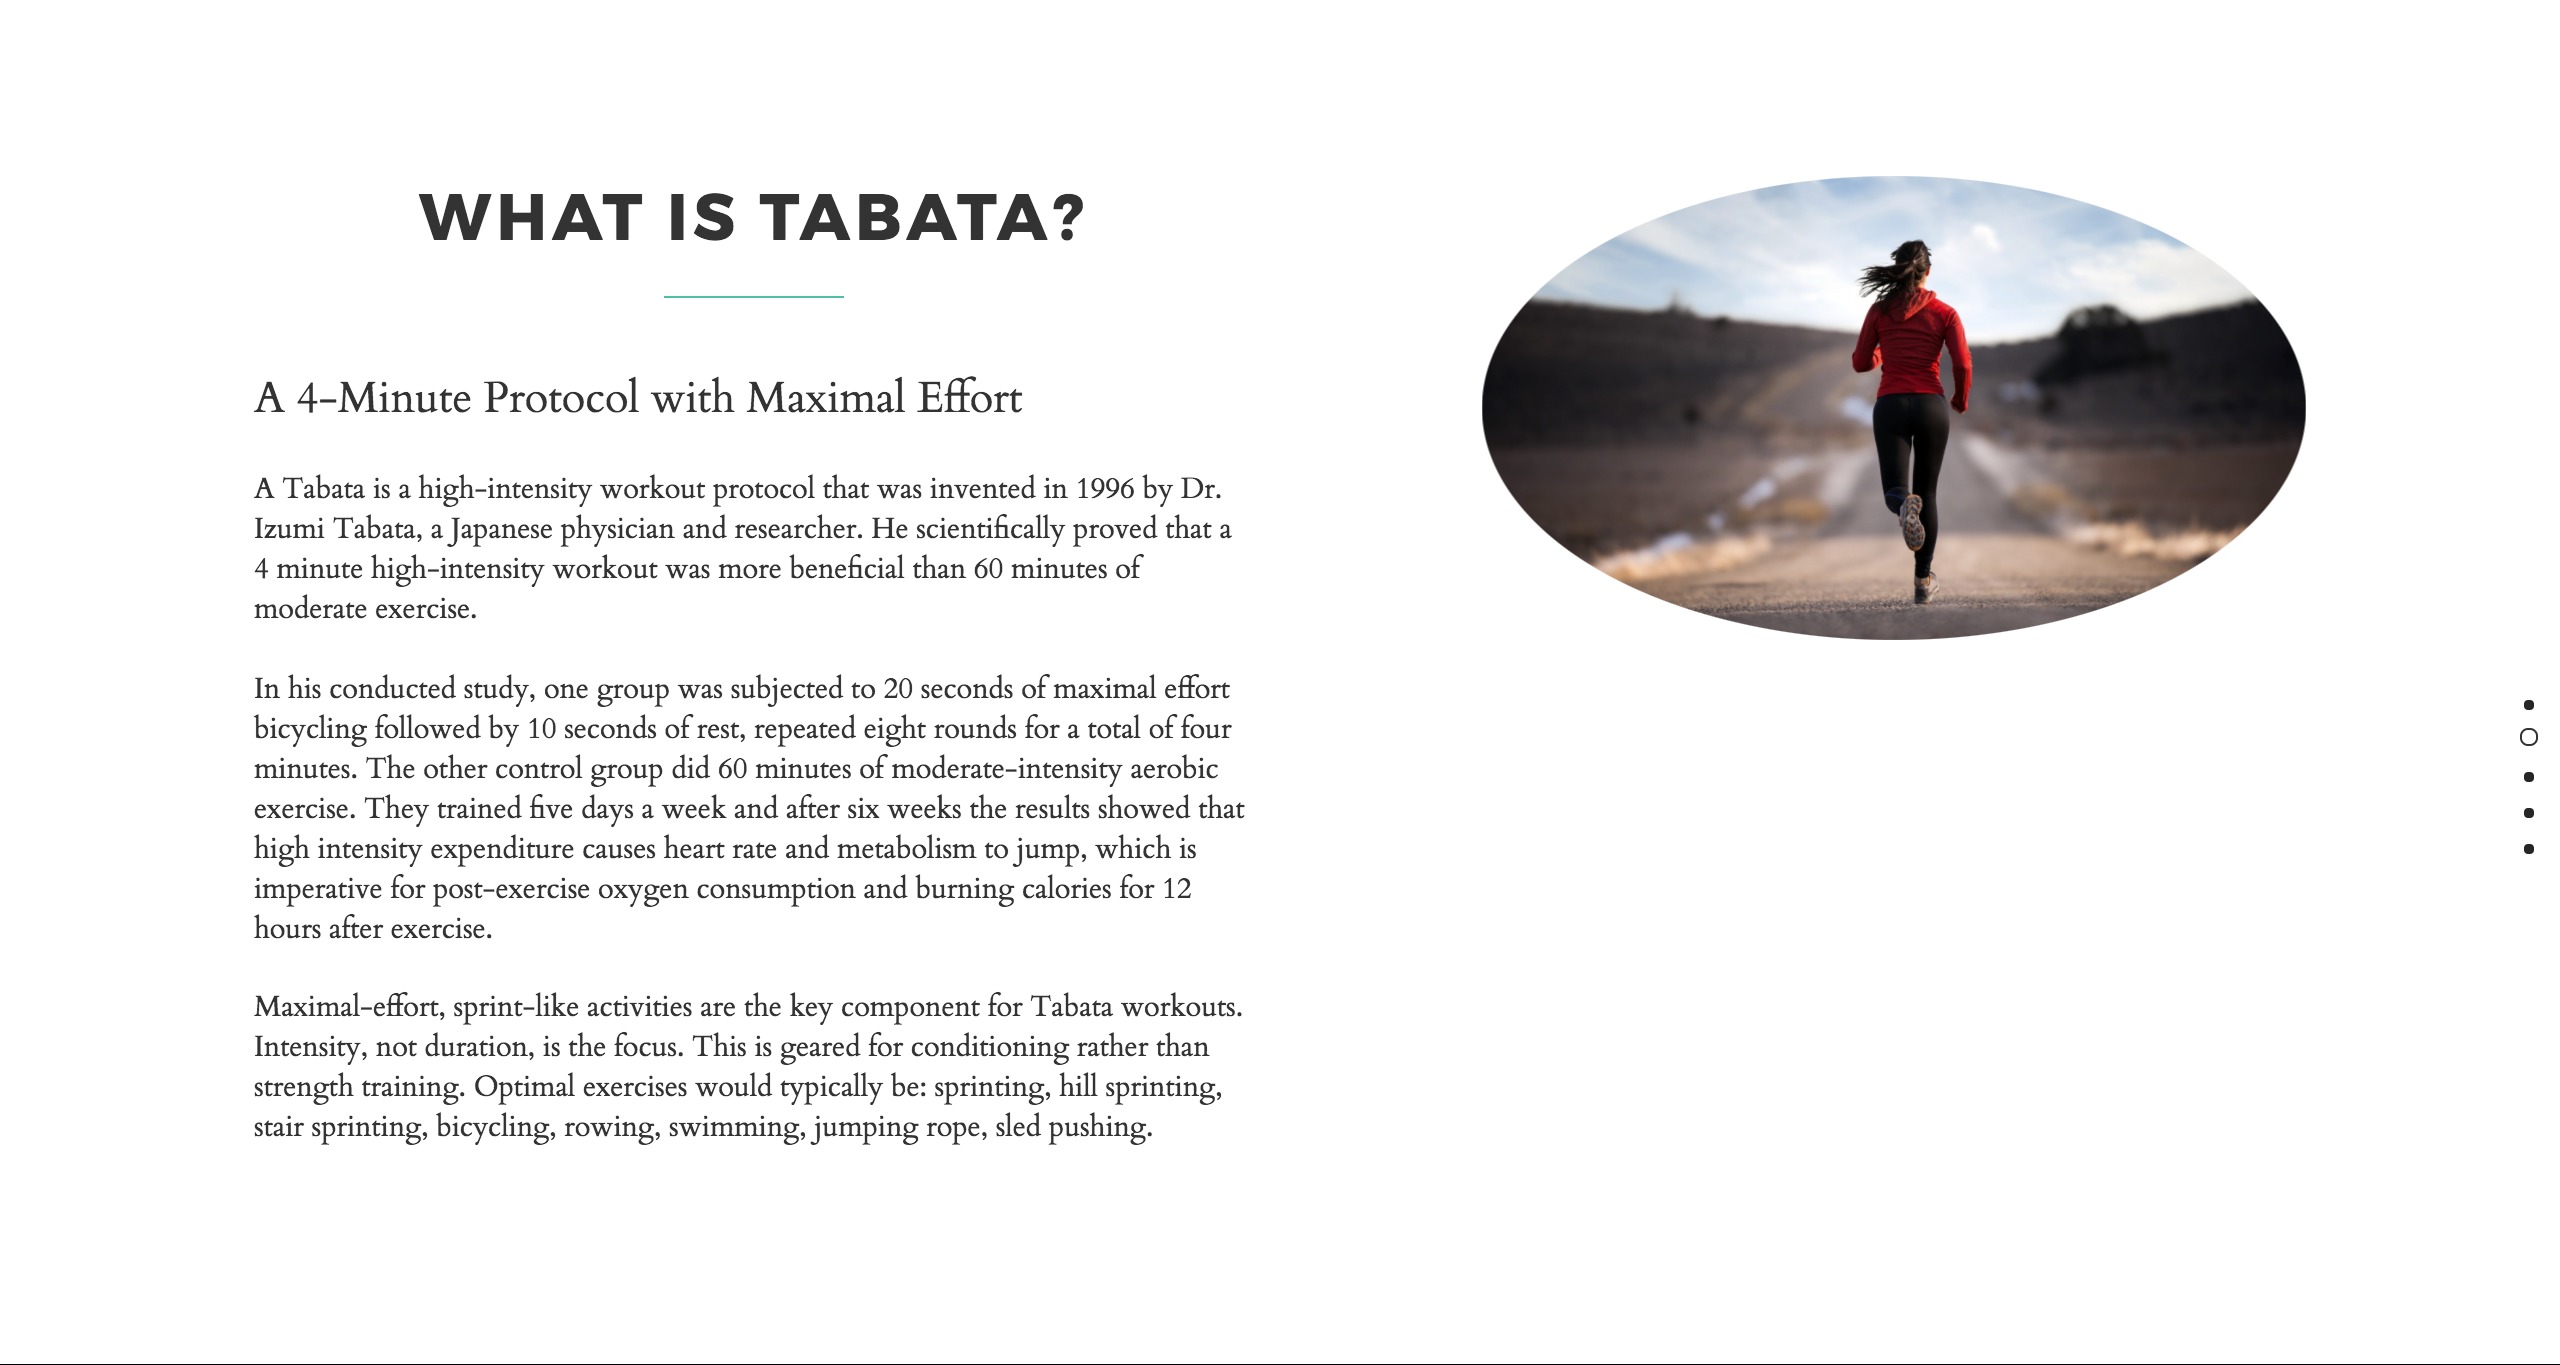 WHAT IS TABATA?
A 4-Minute Protocol with Maximal Effort
A Tabata is a high-intensity workout protocol that was invented in 1996 by Dr.
Izumi Tabata, a Japanese physician and researcher. He scientifically proved that a
4 minute high-intensity workout was more beneficial than 60 minutes of
moderate exercise.
In his conducted study, one group was subjected to 20 seconds of maximal effort
bicycling followed by 10 seconds of rest, repeated eight rounds for a total of four
minutes. The other control group did 60 minutes of moderate-intensity aerobic
exercise. They trained five days a week and after six weeks the results showed that
high intensity expenditure causes heart rate and metabolism to jump, which is
imperative for post-exercise oxygen consumption and burning calories for 12
hours after exercise.
Maximal-effort, sprint-like activities are the key component for Tabata workouts.
Intensity, not duration, is the focus. This is geared for conditioning rather than
strength training. Optimal exercises would typically be: sprinting, hill sprinting,
stair sprinting, bicycling, rowing, swimming, jumping rope, sled pushing.